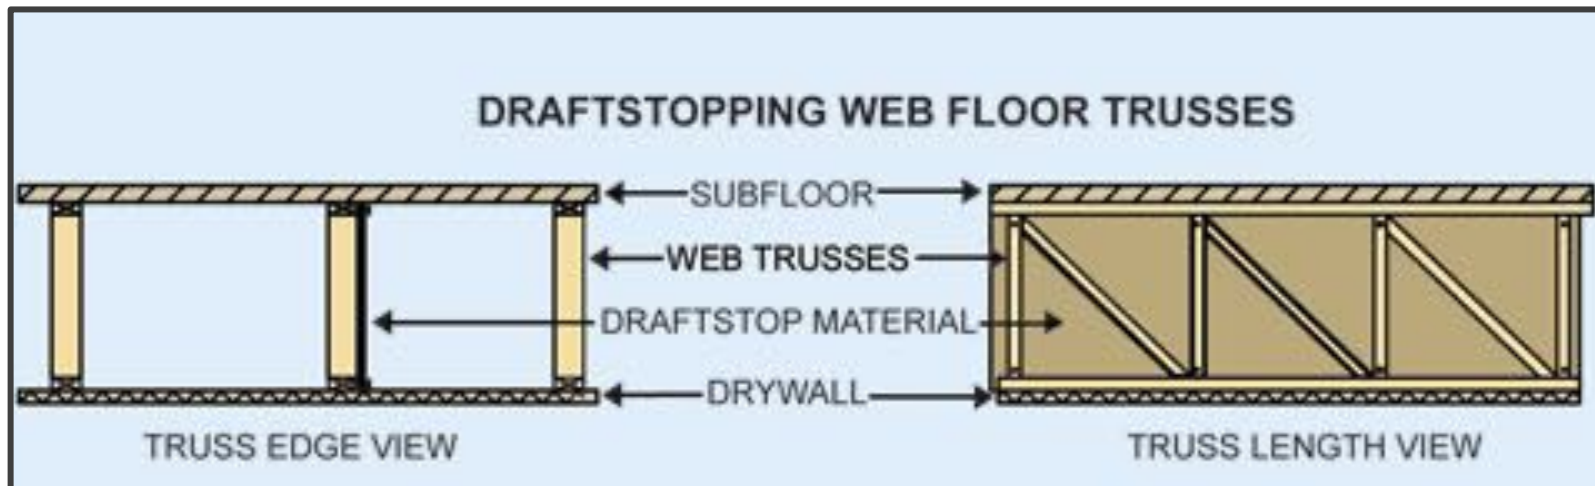 DRAFTSTOPPING WEB FLOOR TRUSSES
SUBFLOOR
WEB TRUSSES
DRAFTSTOP MATERIAL
DRYWALL
TRUSS EDGE VIEW
TRUSS LENGTH VIEW